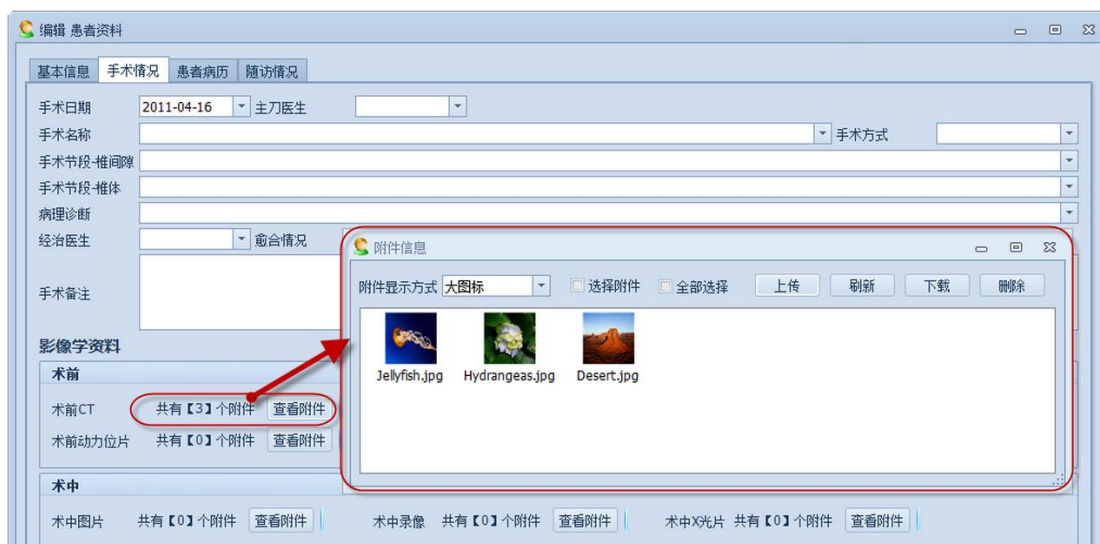 编辑 患者资料
基本信息 手术情况 患者病历 随访情况
手术日期 2011-04-16 主刀医生
手术名称 手术方式
手术节段-椎间隙
手术节段-椎体
病理诊断
经治医生 愈合情况
手术备注
影像学资料
术前
术前CT 共有【3】个附件 查看附件
术前动力位片 共有【0】个附件 查看附件
附件信息
附件显示方式 大图标 选择附件 全部选择 上传 刷新 下载 删除
Jellyfish.jpg Hydrangeas.jpg Desert.jpg
术中
术中图片 共有【0】个附件 查看附件 术中录像 共有【0】个附件 查看附件 术中X光片 共有【0】个附件 查看附件